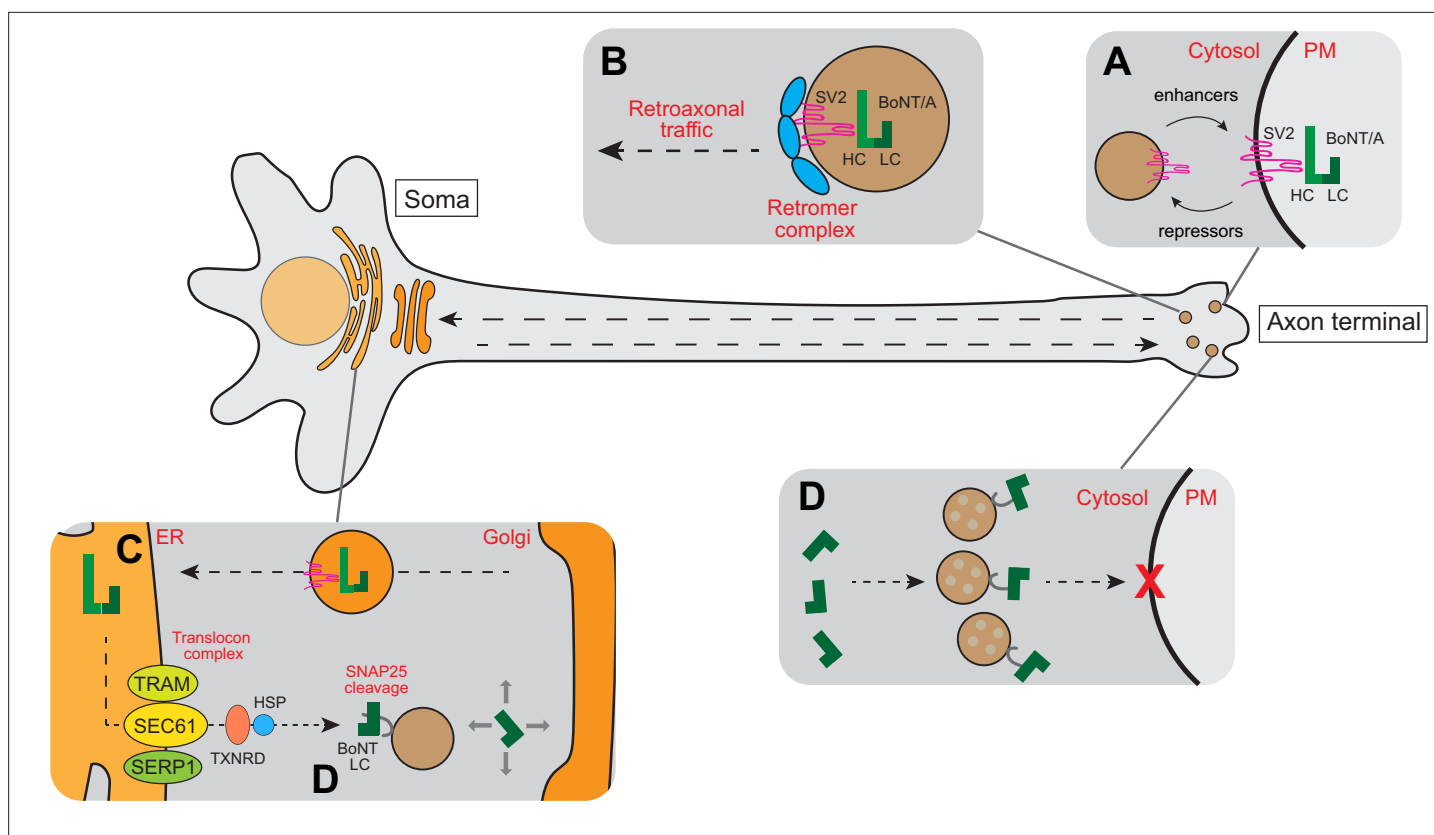 B
SV2
BoNT/A
Retroaxonal
traffic
HC
LC
Retromer
complex
A
Cytosol
PM
enhancers
SV2
BoNT/A
HC
LC
repressors
Soma
Axon terminal
C
ER
Golgi
Translocon
complex
TRAM
SEC61
SERP1
TXNRD
HSP
SNAP25
cleavage
BoNT
LC
D
D
Cytosol
PM
X